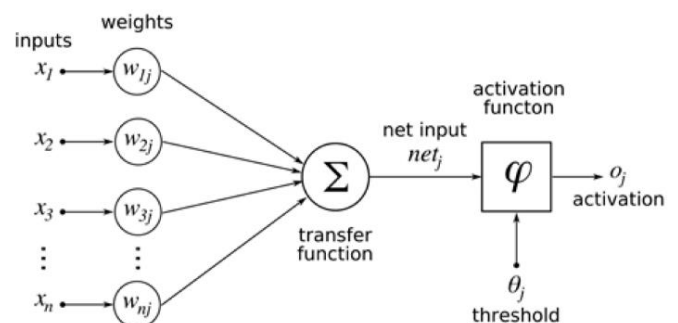 weights
inputs
x1
w1j
x2
w2j
x3
w3j
xn
wnj
Σ
transfer
function
net input
netj
activation
functon
φ
oj
activation
θj
threshold